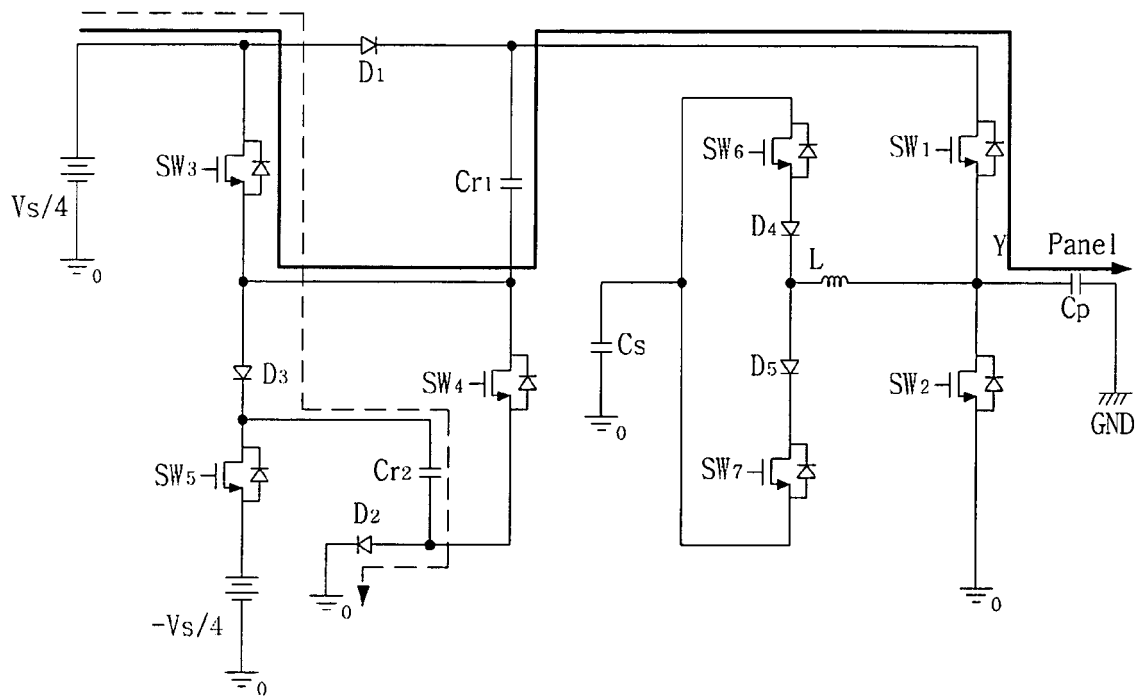 D1
SW3
SW6
SW1
Vs/4
Cr1
D4
0
L
Y
Panel
Cp
Cs
D3
SW4
D5
SW2
0
GND
SW5
Cr2
SW7
D2
-Vs/4
0
0
0